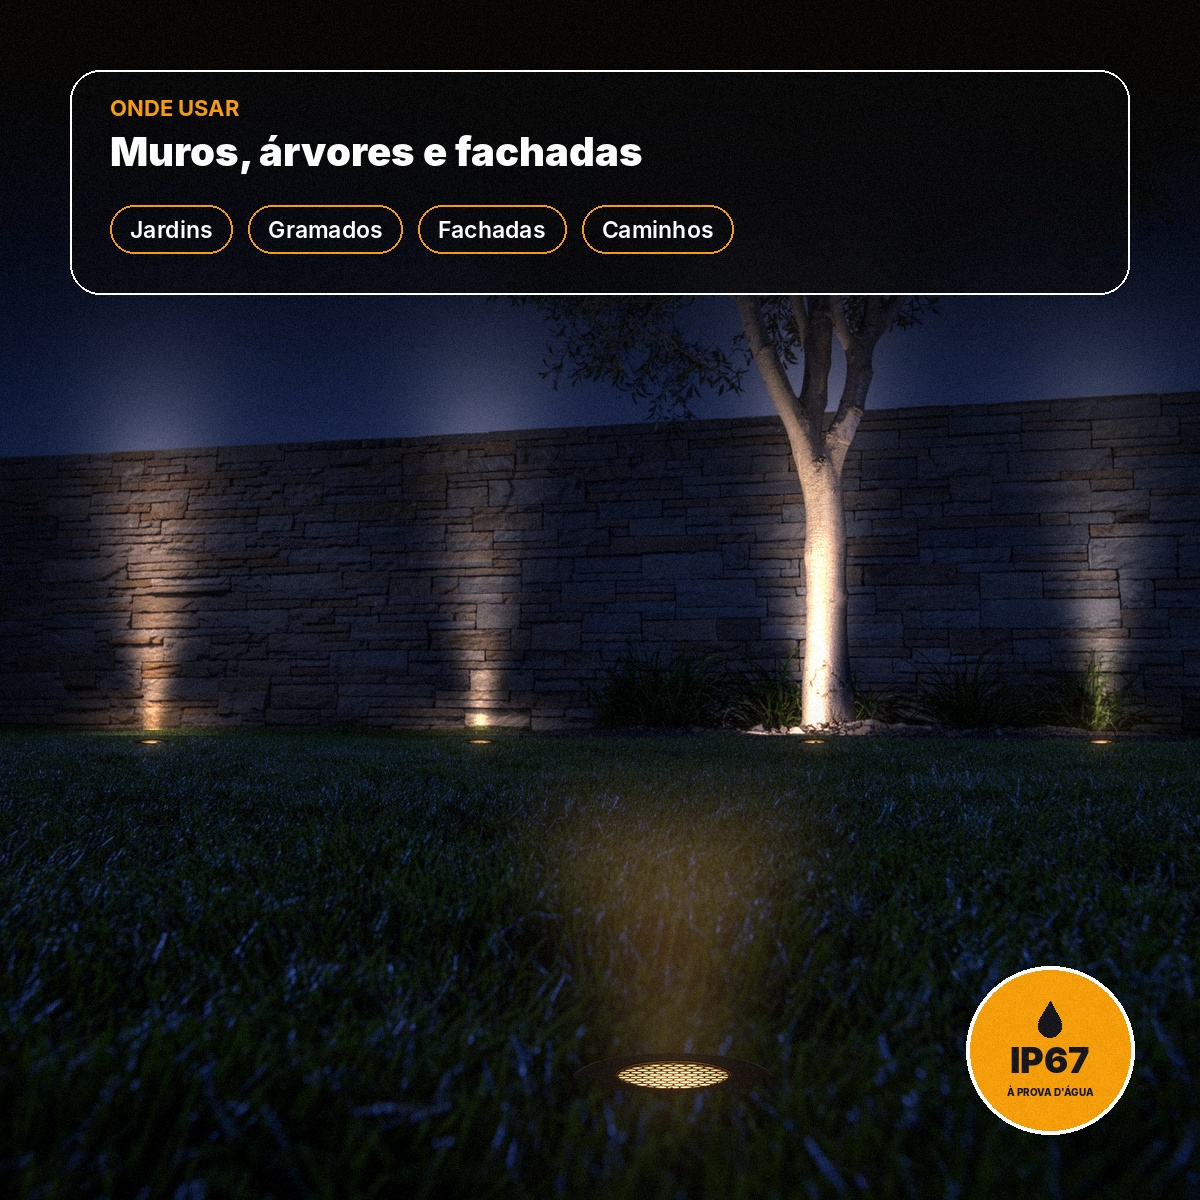 ONDE USAR
Muros, árvores e fachadas
Jardins Gramados Fachadas Caminhos
IP67
À PROVA D'ÁGUA